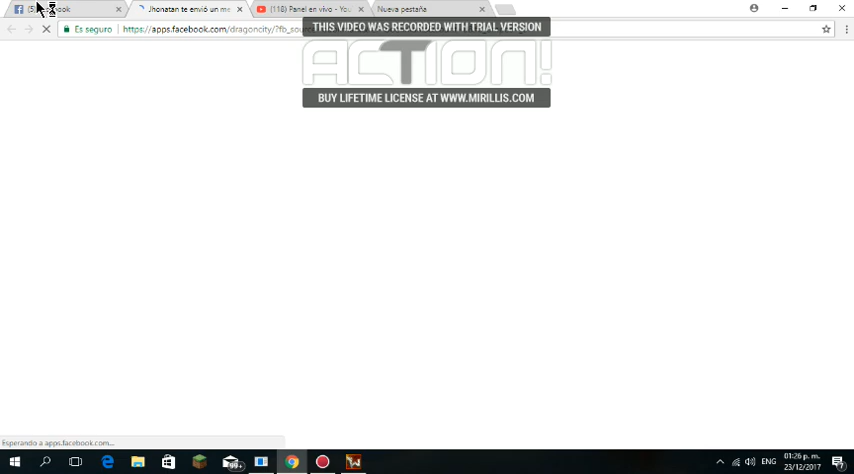 Jhonatan te envió un me
(118) Panel en vivo - You
Nueva pestaña
Es seguro
https://apps.facebook.com/dragoncity/?fb_sou
THIS VIDEO WAS RECORDED WITH TRIAL VERSION
ACTION!
BUY LIFETIME LICENSE AT WWW.MIRILLIS.COM
Esperando a apps.facebook.com...
99+
ENG
01:26 p. m.
23/12/2017
7